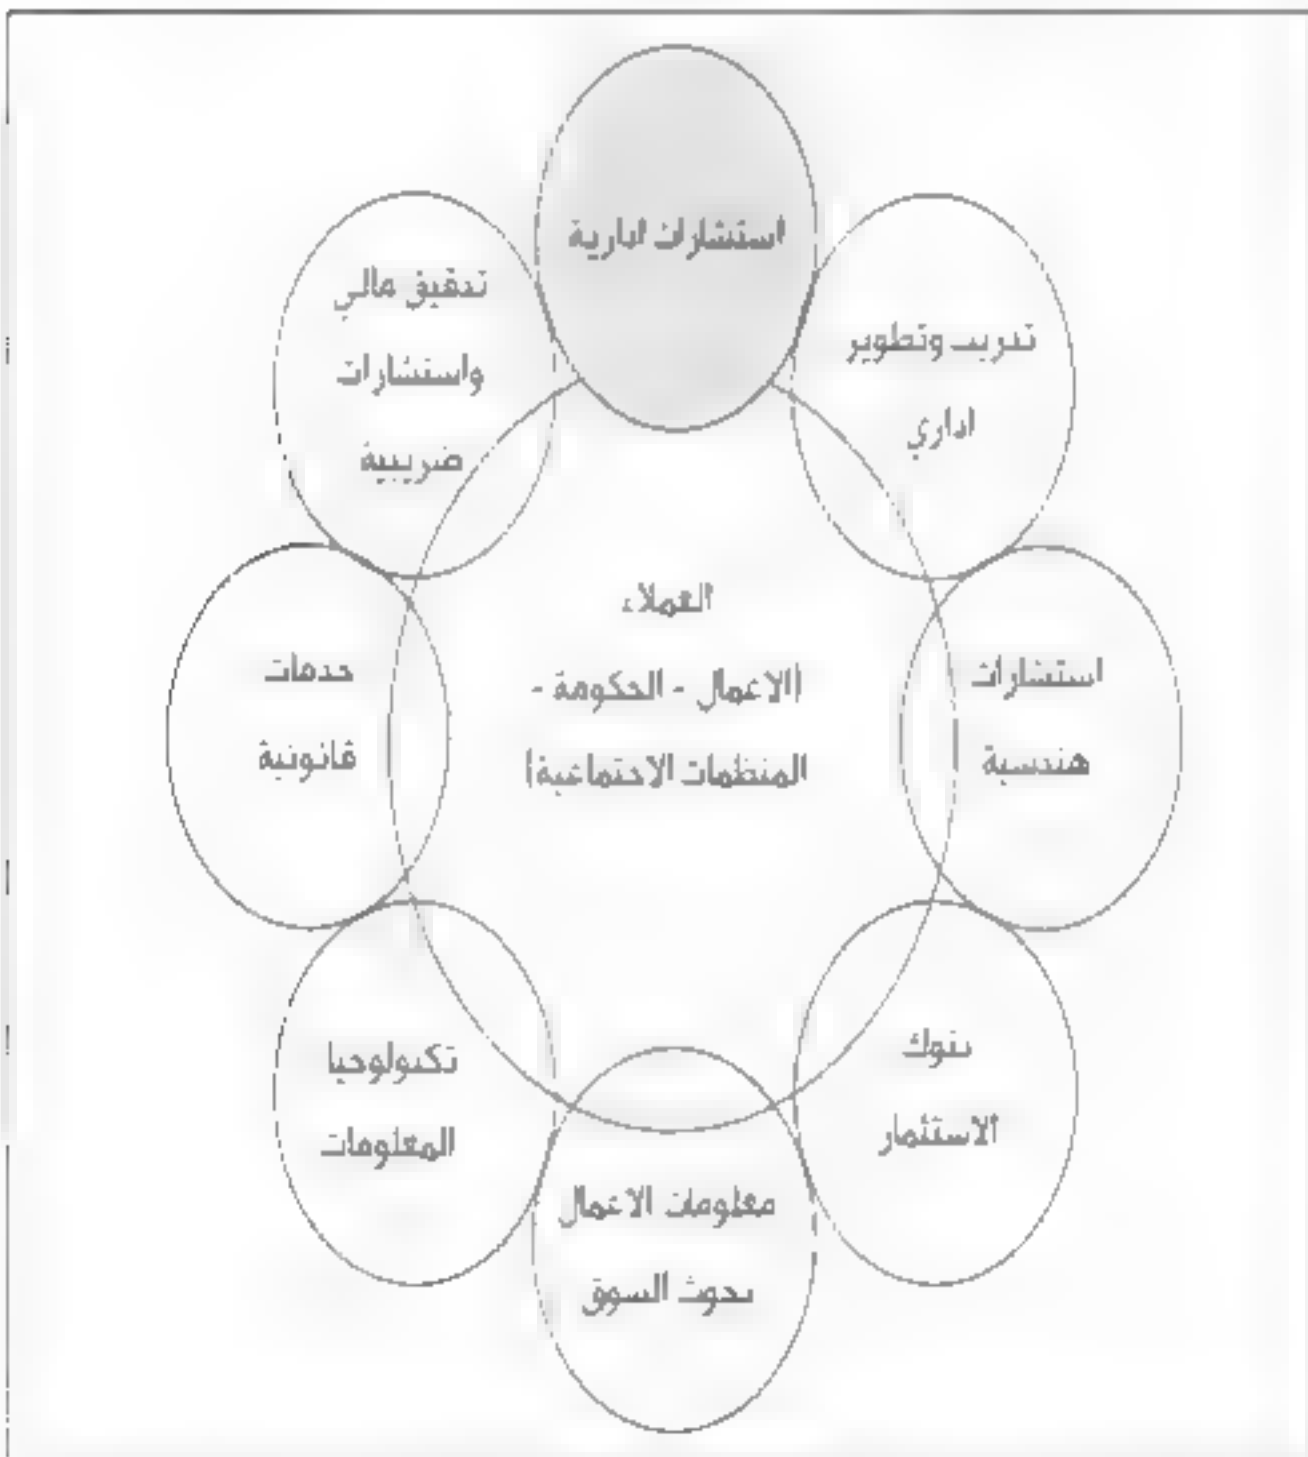 استشارات ادارية
تدريب وتطوير
اداري
استشارات
هندسية
بنوك
الاستثمار
معلومات الاعمال
بحوث السوق
تكنولوجيا
المعلومات
خدمات
قانونية
تدقيق مالي
واستشارات
ضريبية
العملاء
(الاعمال - الحكومة -
المنظمات الاجتماعية)